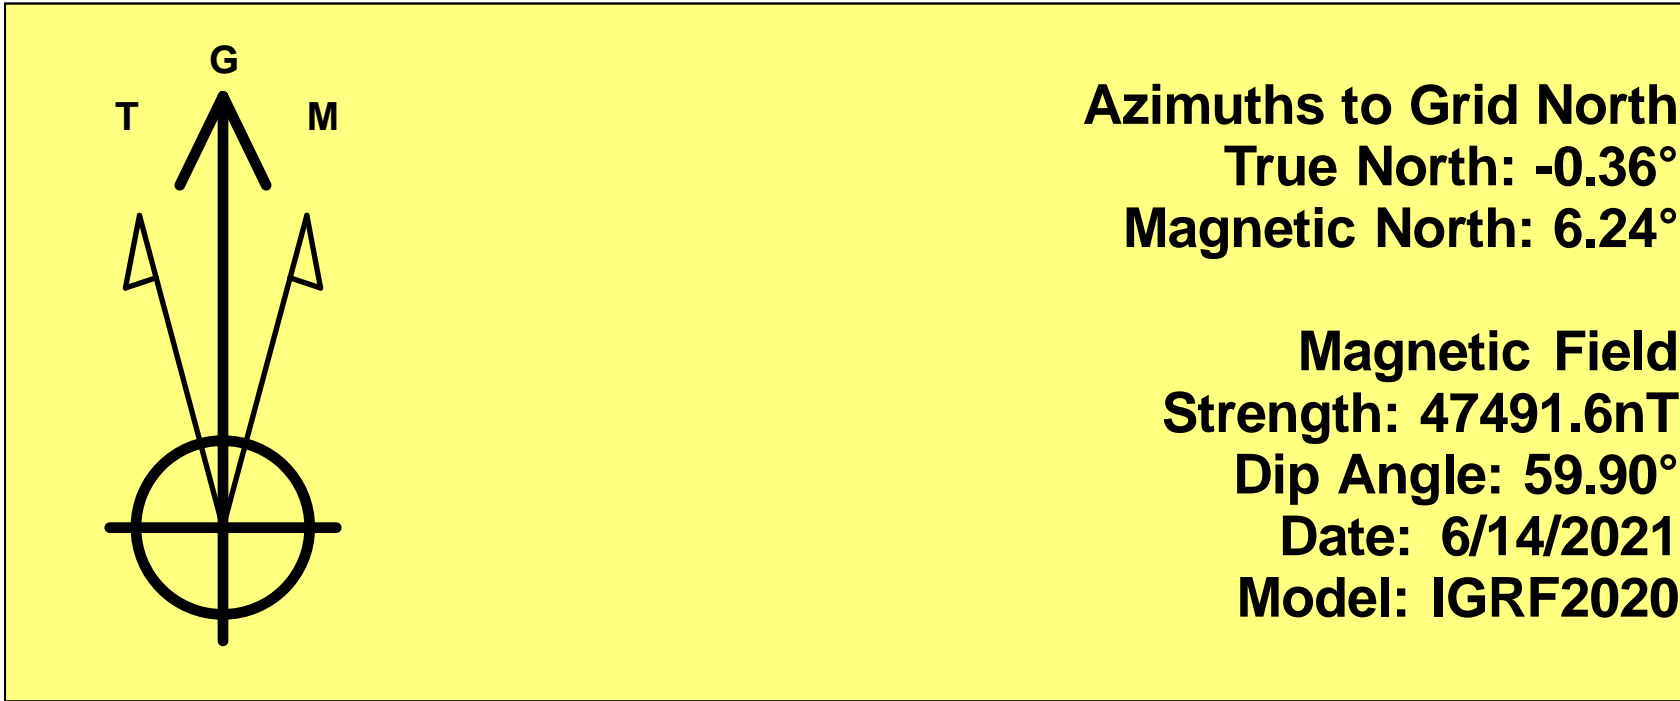 G
T
M
Azimuths to Grid North
True North: -0.36°
Magnetic North: 6.24°
Magnetic Field
Strength: 47491.6nT
Dip Angle: 59.90°
Date: 6/14/2021
Model: IGRF2020